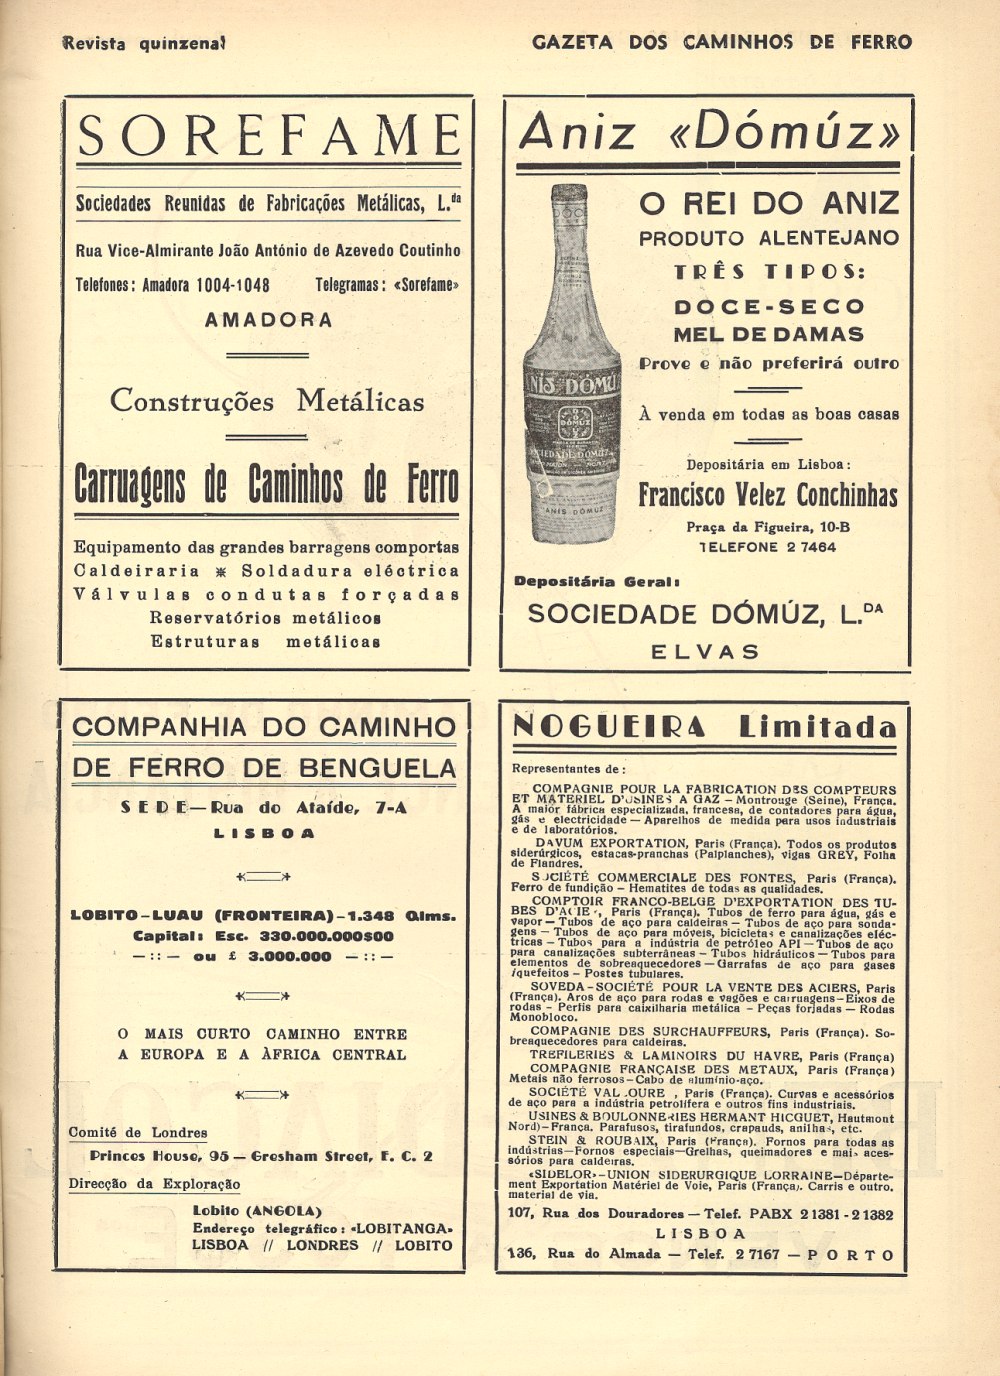 Revista quinzenal
GAZETA DOS CAMINHOS DE FERRO
SOREFAME
Sociedades Reunidas de Fabricações Metálicas, L.da
Rua Vice-Almirante João António de Azevedo Coutinho
Telefones: Amadora 1004-1048 Telegramas: «Sorefame»
AMADORA
Construções Metálicas
Carruagens de Caminhos de Ferro
Equipamento das grandes barragens comportas
Caldeiraria * Soldadura eléctrica
Válvulas condutas forçadas
Reservatórios metálicos
Estruturas metálicas
Aniz «Dómúz»
O REI DO ANIZ
PRODUTO ALENTEJANO
TRÊS TIPOS:
DOCE-SECO
MEL DE DAMAS
Prove e não preferirá outro
À venda em todas as boas casas
Depositária em Lisboa:
Francisco Velez Conchinhas
Praça da Figueira, 10-B
TELEFONE 2 7464
ANIS DOMUZ
DOMUZ
SOCIEDADE DOMUZ
ANIS DOMUZ
Depositária Geral:
SOCIEDADE DÓMÚZ, L.DA
ELVAS
COMPANHIA DO CAMINHO
DE FERRO DE BENGUELA
SEDE—Rua do Ataíde, 7-A
LISBOA
LOBITO-LUAU (FRONTEIRA)-1.348 Qlms.
Capital: Esc. 330.000.000$00
— :: — ou £ 3.000.000 — :: —
O MAIS CURTO CAMINHO ENTRE
A EUROPA E A ÁFRICA CENTRAL
Comité de Londres
Princes House, 95 — Gresham Street, E. C. 2
Direcção da Exploração
Lobito (ANGOLA)
Endereço telegráfico: «LOBITANGA»
LISBOA // LONDRES // LOBITO
NOGUEIRA Limitada
Representantes de:
COMPAGNIE POUR LA FABRICATION DES COMPTEURS
ET MATERIEL D'USINES A GAZ — Montrouge (Seine), França.
A maior fábrica especializada, francesa, de contadores para água,
gás e electricidade — Aparelhos de medida para usos industriais
e de laboratórios.
DAVUM EXPORTATION, Paris (França). Todos os produtos
siderúrgicos, estacas-pranchas (Palplanches), vigas GREY, Folha
de Flandres.
SOCIÉTÉ COMMERCIALE DES FONTES, Paris (França).
Ferro de fundição — Hematites de todas as qualidades.
COMPTOIR FRANCO-BELGE D'EXPORTATION DES TU-
BES D'ACIER, Paris (França). Tubos de ferro para água, gás e
vapor — Tubos de aço para caldeiras — Tubos de aço para sonda-
gens — Tubos de aço para móveis, bicicletas e canalizações eléc-
tricas — Tubos para a indústria de petróleo API — Tubos de aço
para canalizações subterrâneas — Tubos hidráulicos — Tubos para
elementos de sobreaquecedores — Garrafas de aço para gases
liquefeitos — Postes tubulares.
SOVEDA-SOCIÉTÉ POUR LA VENTE DES ACIERS, Paris
(França). Aros de aço para rodas e vagões e carruagens — Eixos de
rodas — Perfis para caixilharia metálica — Peças forjadas — Rodas
Monobloco.
COMPAGNIE DES SURCHAUFFEURS, Paris (França). So-
breaquecedores para caldeiras.
TREFILERIES & LAMINOIRS DU HAVRE, Paris (França)
COMPAGNIE FRANÇAISE DES METAUX, Paris (França)
Metais não ferrosos — Cabo de alumínio-aço.
SOCIÉTÉ VALLOUREC, Paris (França). Curvas e acessórios
de aço para a indústria petrolífera e outros fins industriais.
USINES & BOULONNERIES HERMANT HICGUET, Hautmont
Nord) — França. Parafusos, tirafundos, crapauds, anilhas, etc.
STEIN & ROUBAIX, Paris (França). Fornos para todas as
indústrias — Fornos especiais — Grelhas, queimadores e mais aces-
sórios para caldeiras.
«SIDELOR» — UNION SIDERURGIQUE LORRAINE — Départe-
ment Exportation Matériel de Voie, Paris (França). Carris e outro.
material de via.
107, Rua dos Douradores — Telef. PABX 2 1381 - 2 1382
LISBOA
136, Rua do Almada — Telef. 2 7167 — PORTO